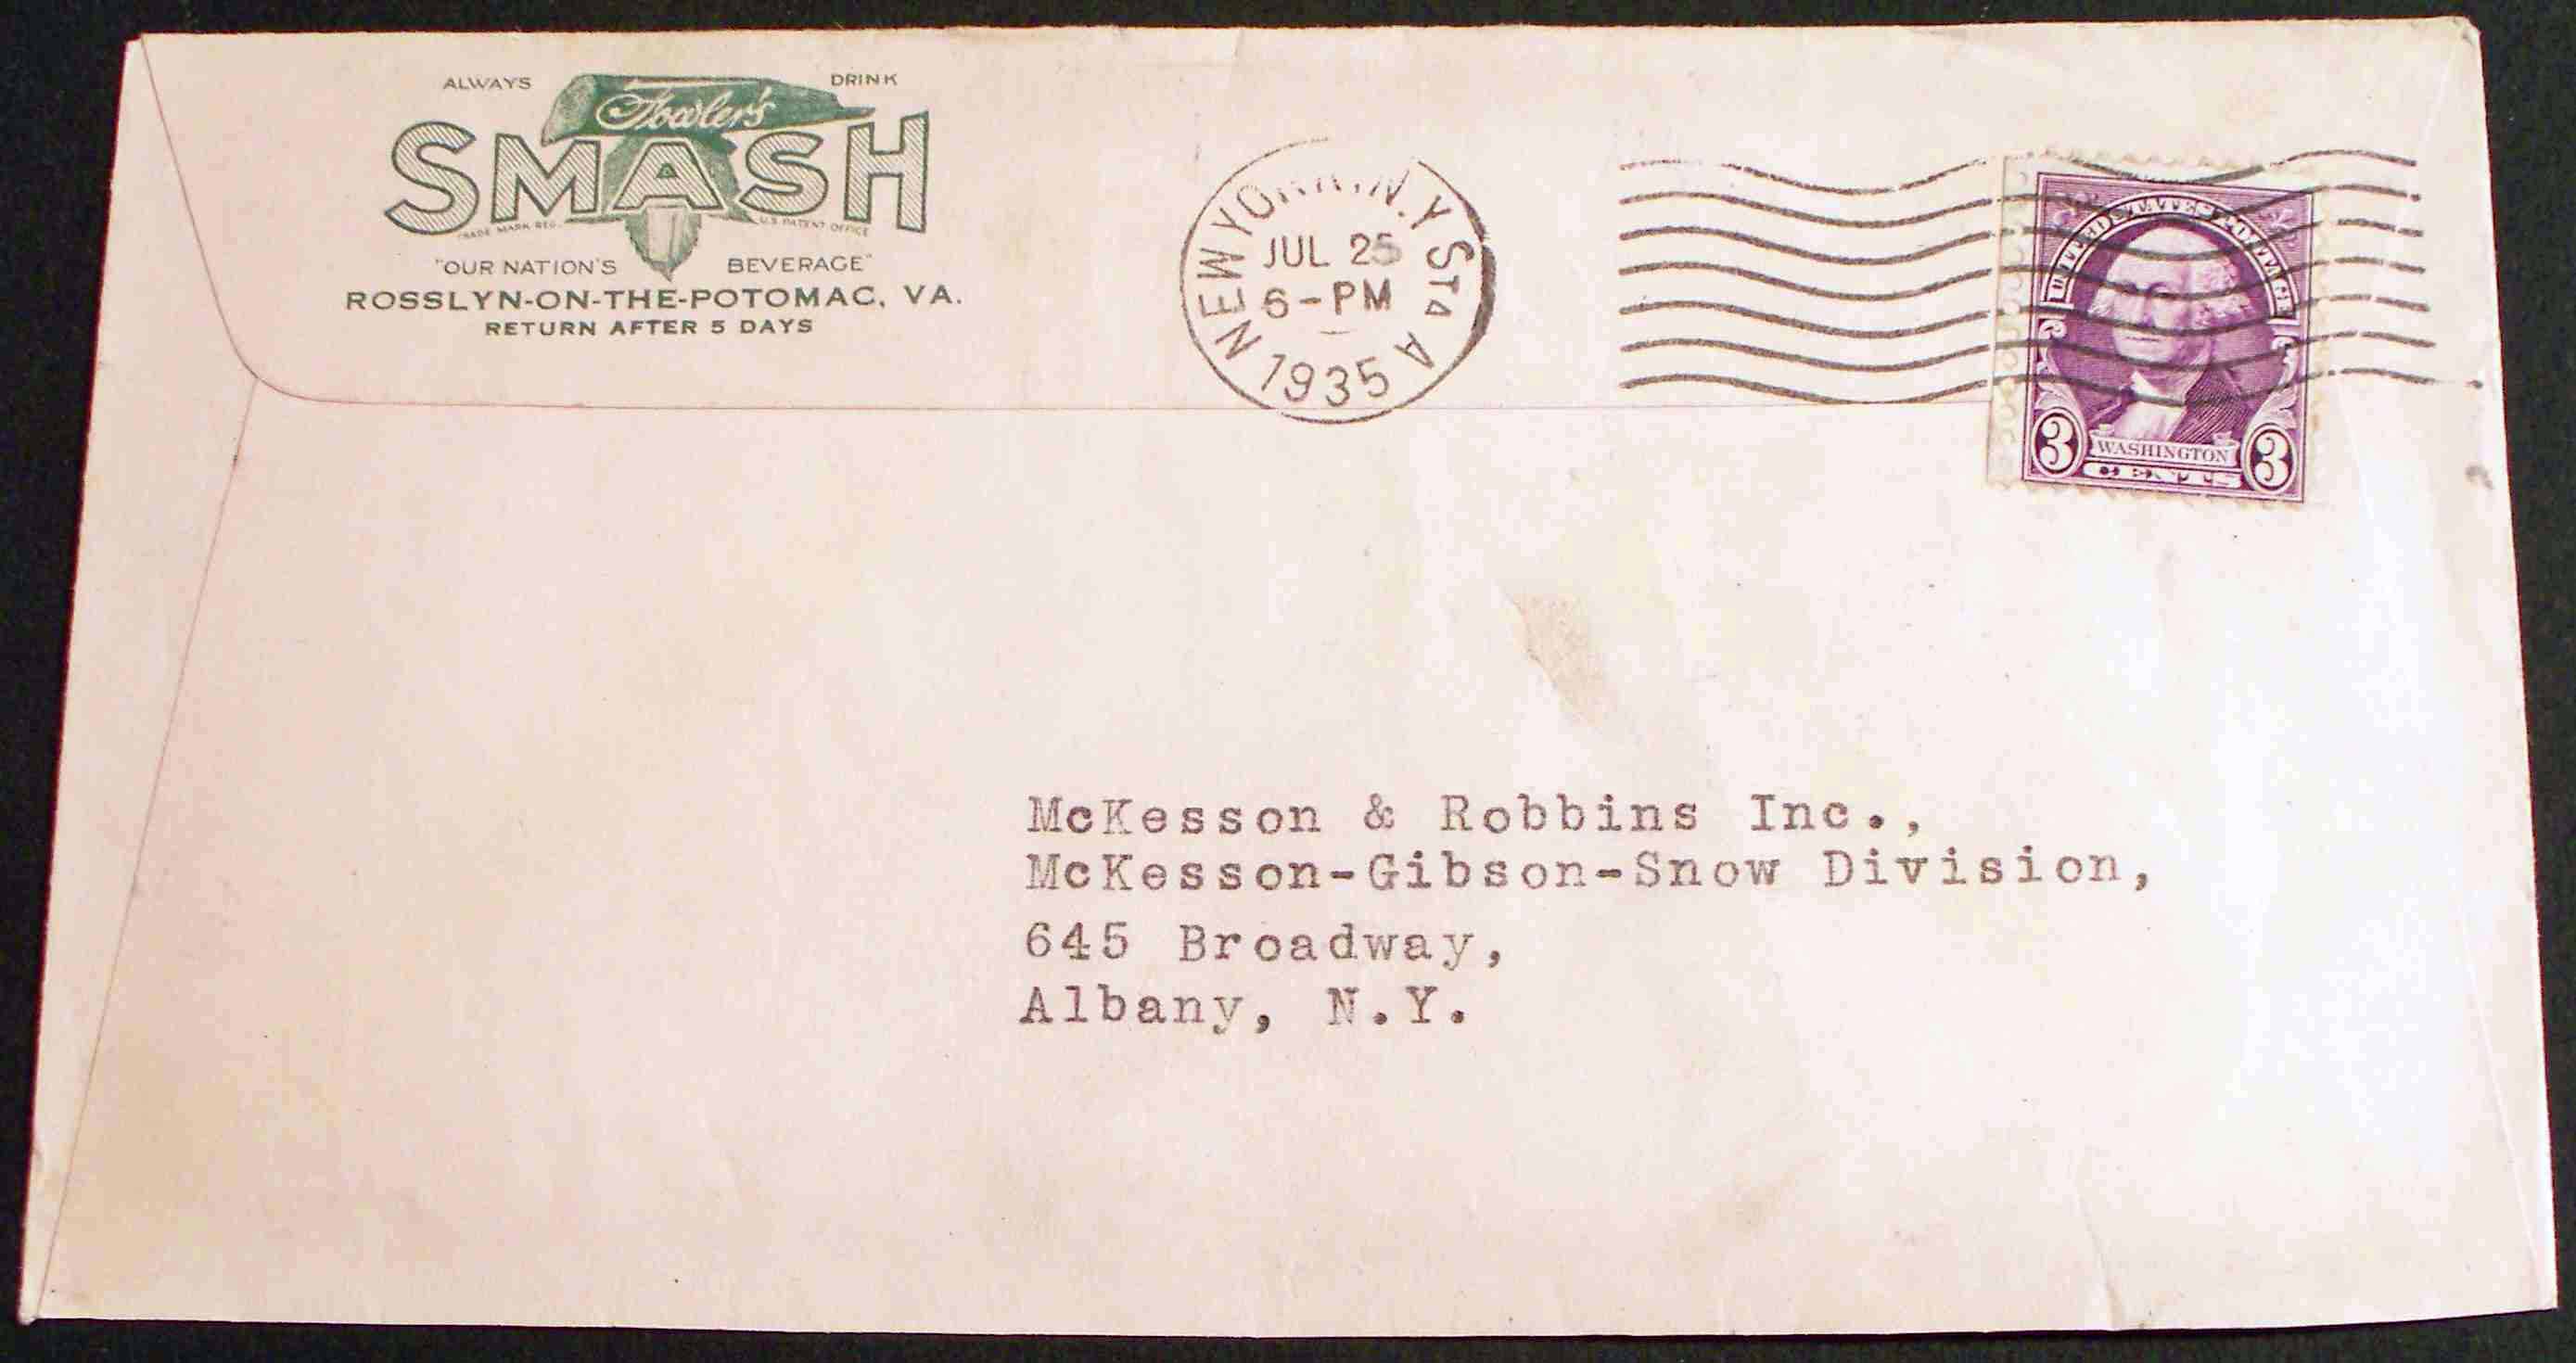 ALWAYS DRINK
Fowler's
SMASH
TRADE MARK REG. U.S. PATENT OFFICE
"OUR NATION'S BEVERAGE"
ROSSLYN-ON-THE-POTOMAC, VA.
RETURN AFTER 5 DAYS
NEW YORK, N.Y. STA A
JUL 25
6-PM
1935
UNITED STATES POSTAGE
3 WASHINGTON 3
CENTS
McKesson & Robbins Inc.,
McKesson-Gibson-Snow Division,
645 Broadway,
Albany, N.Y.